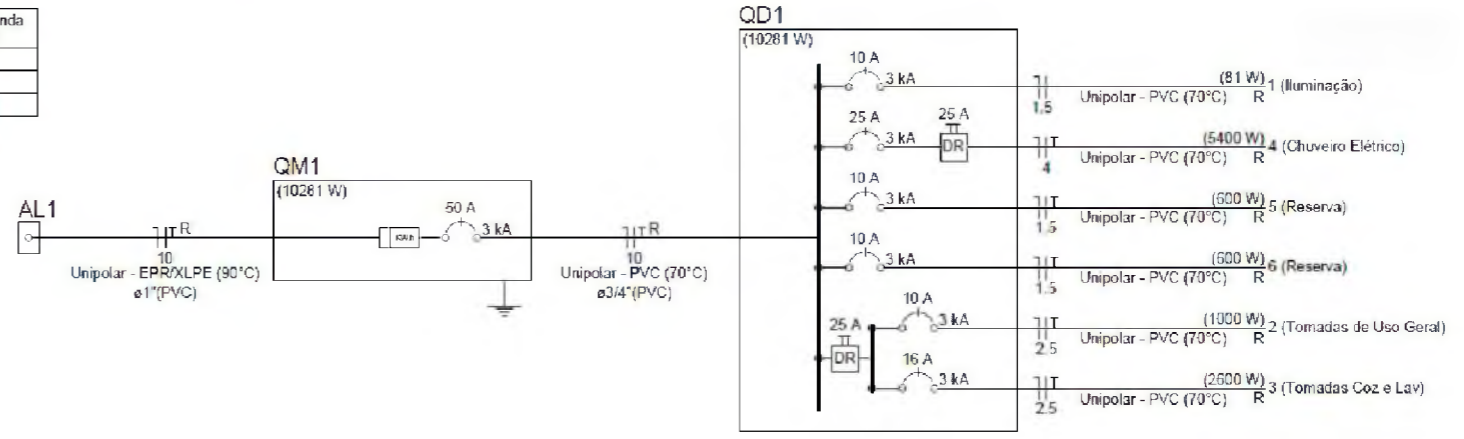 nda
QD1
(10281 W)
10 A
3 kA
1.5
Unipolar - PVC (70°C)
(81 W)
R
1 (Iluminação)
25 A
3 kA
25 A
DR
T
4
Unipolar - PVC (70°C)
(5400 W)
R
4 (Chuveiro Elétrico)
10 A
3 kA
T
1.5
Unipolar - PVC (70°C)
(600 W)
R
5 (Reserva)
10 A
3 kA
T
1.5
Unipolar - PVC (70°C)
(600 W)
R
6 (Reserva)
25 A
DR
10 A
3 kA
T
2.5
Unipolar - PVC (70°C)
(1000 W)
R
2 (Tomadas de Uso Geral)
16 A
3 kA
T
2.5
Unipolar - PVC (70°C)
(2600 W)
R
3 (Tomadas Coz e Lav)
QM1
(10281 W)
50 A
3 kA
AL1
T R
10
Unipolar - EPR/XLPE (90°C)
ø1"(PVC)
T R
10
Unipolar - PVC (70°C)
ø3/4"(PVC)